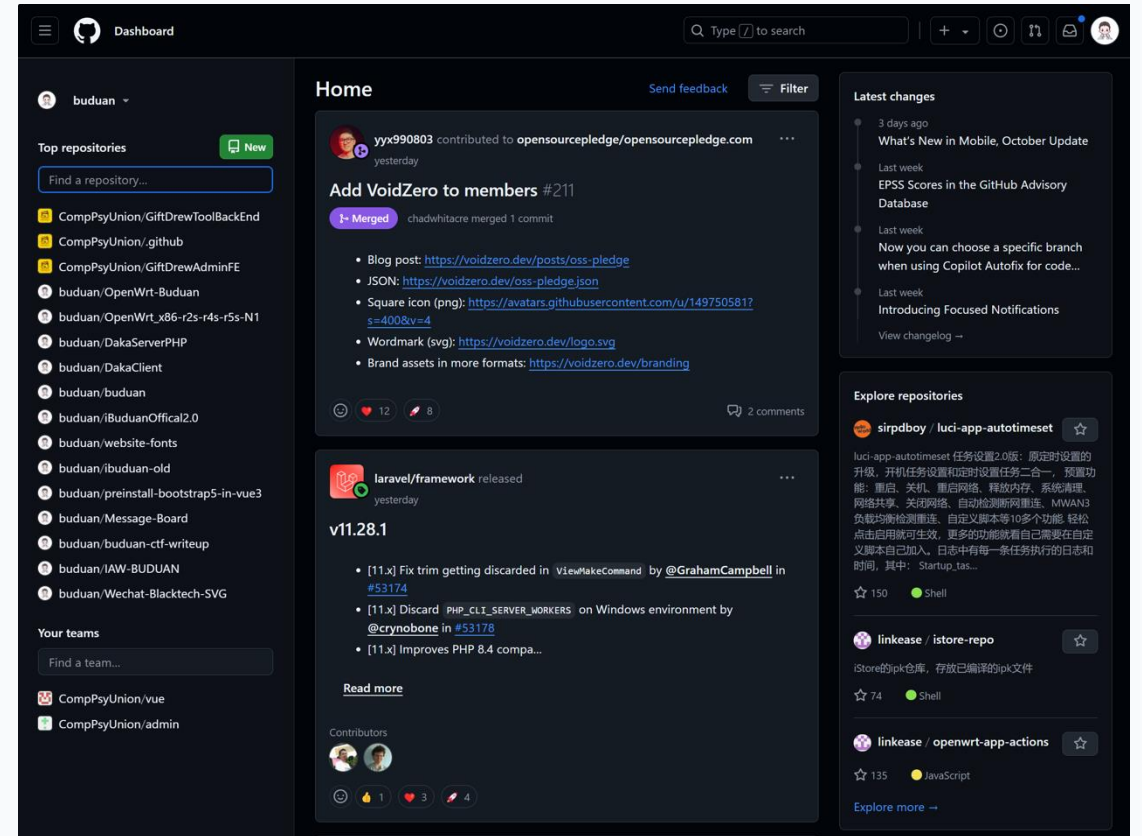 Dashboard
Type / to search
buduan
Top repositories
New
Find a repository...
CompPsyUnion/GiftDrewToolBackEnd
CompPsyUnion/.github
CompPsyUnion/GiftDrewAdminFE
buduan/OpenWrt-Buduan
buduan/OpenWrt_x86-r2s-r4s-r5s-N1
buduan/DakaServerPHP
buduan/DakaClient
buduan/buduan
buduan/iBuduanOffical2.0
buduan/website-fonts
buduan/ibuduan-old
buduan/preinstall-bootstrap5-in-vue3
buduan/Message-Board
buduan/buduan-ctf-writeup
buduan/IAW-BUDUAN
buduan/Wechat-Blacktech-SVG
Your teams
Find a team...
CompPsyUnion/vue
CompPsyUnion/admin
Home
Send feedback
Filter
yyx990803 contributed to opensourcepledge/opensourcepledge.com
yesterday
Add VoidZero to members #211
Merged chadwhitacre merged 1 commit
• Blog post: https://voidzero.dev/posts/oss-pledge
• JSON: https://voidzero.dev/oss-pledge.json
• Square icon (png): https://avatars.githubusercontent.com/u/149750581?
s=400&v=4
• Wordmark (svg): https://voidzero.dev/logo.svg
• Brand assets in more formats: https://voidzero.dev/branding
12 8
2 comments
laravel/framework released
yesterday
v11.28.1
• [11.x] Fix trim getting discarded in ViewMakeCommand by @GrahamCampbell in
#53174
• [11.x] Discard PHP_CLI_SERVER_WORKERS on Windows environment by
@crynobone in #53178
• [11.x] Improves PHP 8.4 compa...
Read more
Contributors
1 3 4
Latest changes
3 days ago
What's New in Mobile, October Update
Last week
EPSS Scores in the GitHub Advisory
Database
Last week
Now you can choose a specific branch
when using Copilot Autofix for code...
Last week
Introducing Focused Notifications
View changelog →
Explore repositories
sirpdboy / luci-app-autotimeset
luci-app-autotimeset 任务设置2.0版：原定时设置的
升级，开机任务设置和定时设置任务二合一， 预置功
能：重启、关机、重启网络、释放内存、系统清理、
网络共享、关闭网络、自动检测断网重连、MWAN3
负载均衡检测重连、自定义脚本等10多个功能. 轻松
点击启用就可生效，更多的功能就看自己需要在自定
义脚本自己加入。日志中有每一条任务执行的日志和
时间，其中： Startup_tas...
150 Shell
linkease / istore-repo
iStore的ipk仓库，存放已编译的ipk文件
74 Shell
linkease / openwrt-app-actions
135 JavaScript
Explore more →